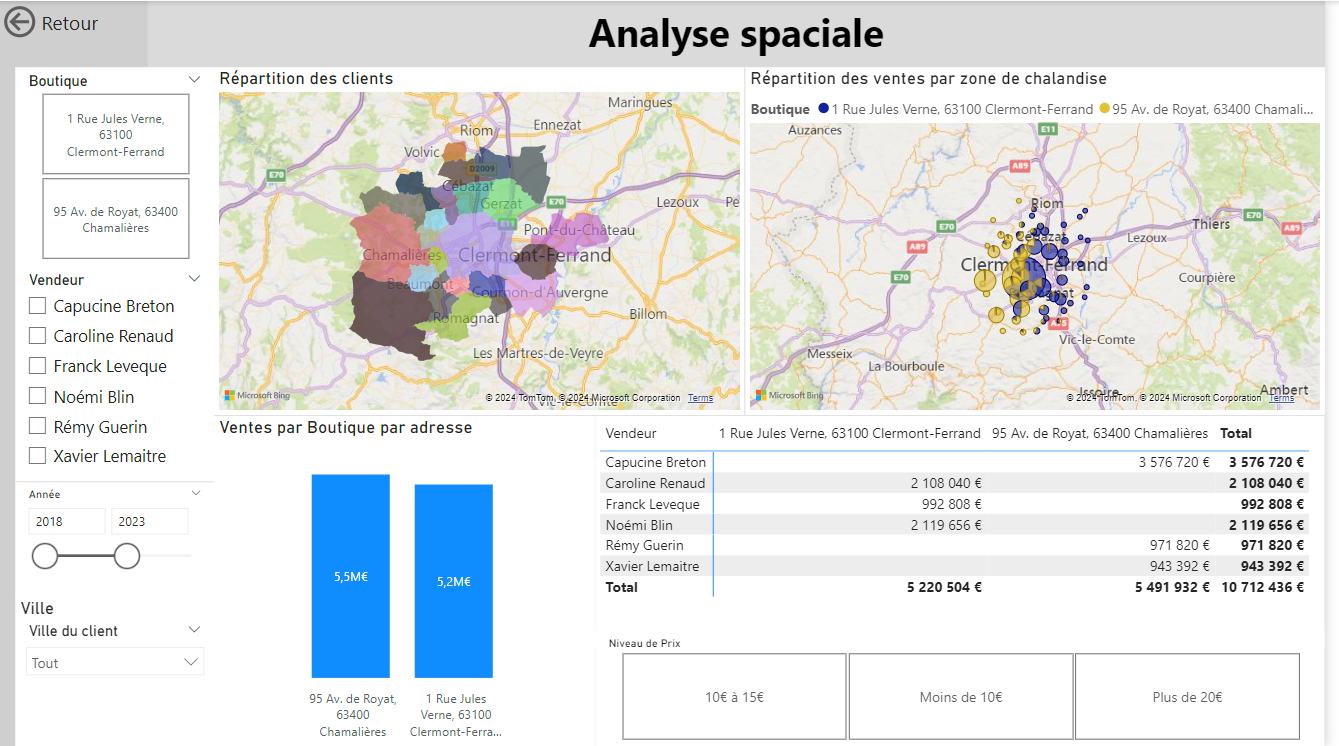 Retour
Analyse spaciale
Boutique
1 Rue Jules Verne,
63100
Clermont-Ferrand
95 Av. de Royat, 63400
Chamalières
Vendeur
Capucine Breton
Caroline Renaud
Franck Leveque
Noémi Blin
Rémy Guerin
Xavier Lemaitre
Année
2018 2023
Ville
Ville du client
Tout
Répartition des clients
Maringues
Riom
Ennezat
Volvic
D2009
E70
Cébazat
Gerzat
E70
Lezoux
Pe
E11
Pont-du-Château
Chamalières
Clermont-Ferrand
Beaumont
Cournon-d'Auvergne
Romagnat
Billom
Les Martres-de-Veyre
Vic-le-Comte
Microsoft Bing
© 2024 TomTom, © 2024 Microsoft Corporation Terms
Répartition des ventes par zone de chalandise
Boutique 1 Rue Jules Verne, 63100 Clermont-Ferrand 95 Av. de Royat, 63400 Chamali...
Auzances
E11
A89
Riom
Thiers
E70
A89
E70
A89
Cébazat
Lezoux
Clermont-Ferrand
E70
Courpière
Vic-le-Comte
Messeix
La Bourboule
Issoire
Ambert
Microsoft Bing
© 2024 TomTom, © 2024 Microsoft Corporation Terms
Ventes par Boutique par adresse
5,5M€
5,2M€
95 Av. de Royat,
63400
Chamalières
1 Rue Jules
Verne, 63100
Clermont-Ferra...
Vendeur 1 Rue Jules Verne, 63100 Clermont-Ferrand 95 Av. de Royat, 63400 Chamalières Total
Capucine Breton 3 576 720 € 3 576 720 €
Caroline Renaud 2 108 040 € 2 108 040 €
Franck Leveque 992 808 € 992 808 €
Noémi Blin 2 119 656 € 2 119 656 €
Rémy Guerin 971 820 € 971 820 €
Xavier Lemaitre 943 392 € 943 392 €
Total 5 220 504 € 5 491 932 € 10 712 436 €
Niveau de Prix
10€ à 15€
Moins de 10€
Plus de 20€